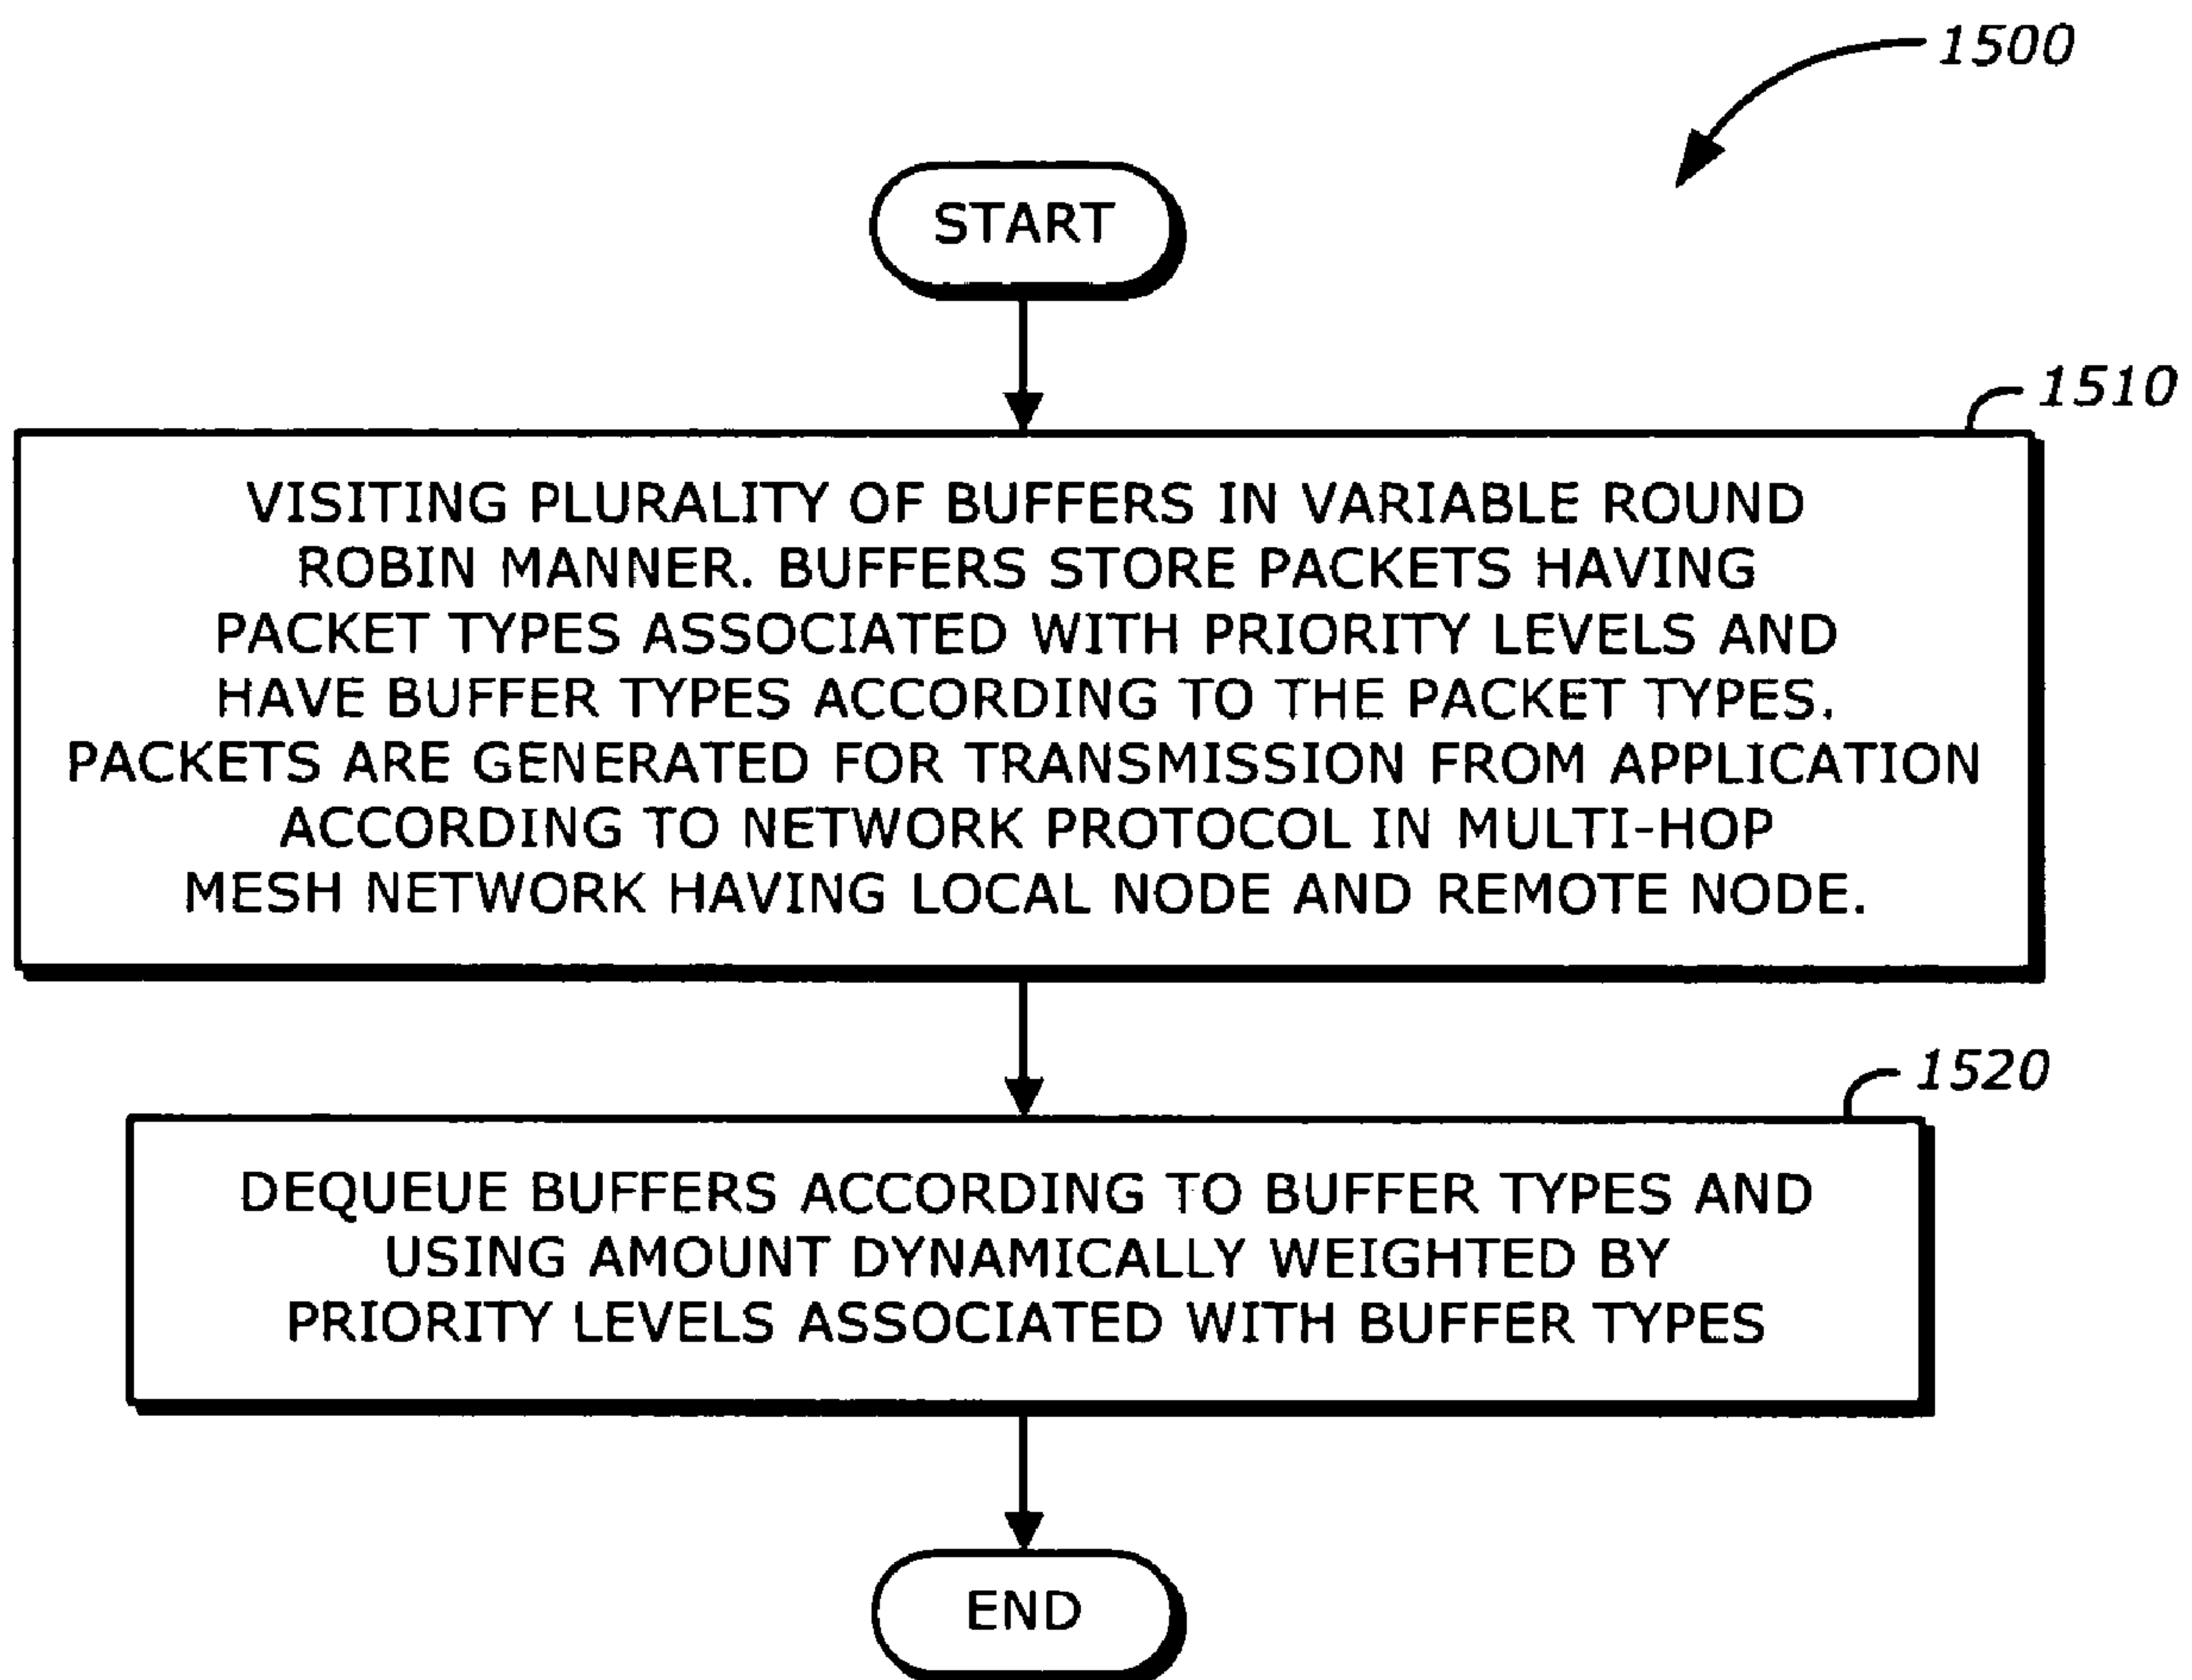 1500
START
1510
VISITING PLURALITY OF BUFFERS IN VARIABLE ROUND
ROBIN MANNER. BUFFERS STORE PACKETS HAVING
PACKET TYPES ASSOCIATED WITH PRIORITY LEVELS AND
HAVE BUFFER TYPES ACCORDING TO THE PACKET TYPES.
PACKETS ARE GENERATED FOR TRANSMISSION FROM APPLICATION
ACCORDING TO NETWORK PROTOCOL IN MULTI-HOP
MESH NETWORK HAVING LOCAL NODE AND REMOTE NODE.
1520
DEQUEUE BUFFERS ACCORDING TO BUFFER TYPES AND
USING AMOUNT DYNAMICALLY WEIGHTED BY
PRIORITY LEVELS ASSOCIATED WITH BUFFER TYPES
END